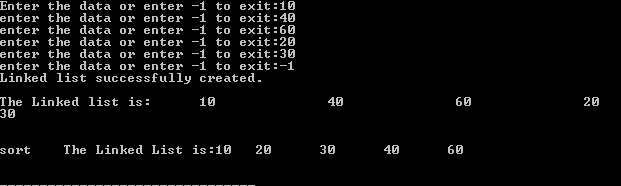 Enter the data or enter -1 to exit:10
enter the data or enter -1 to exit:40
enter the data or enter -1 to exit:60
enter the data or enter -1 to exit:20
enter the data or enter -1 to exit:30
enter the data or enter -1 to exit:-1
Linked list successfully created.
The Linked list is: 10 40 60 20
30
sort The Linked List is:10 20 30 40 60
--------------------------------